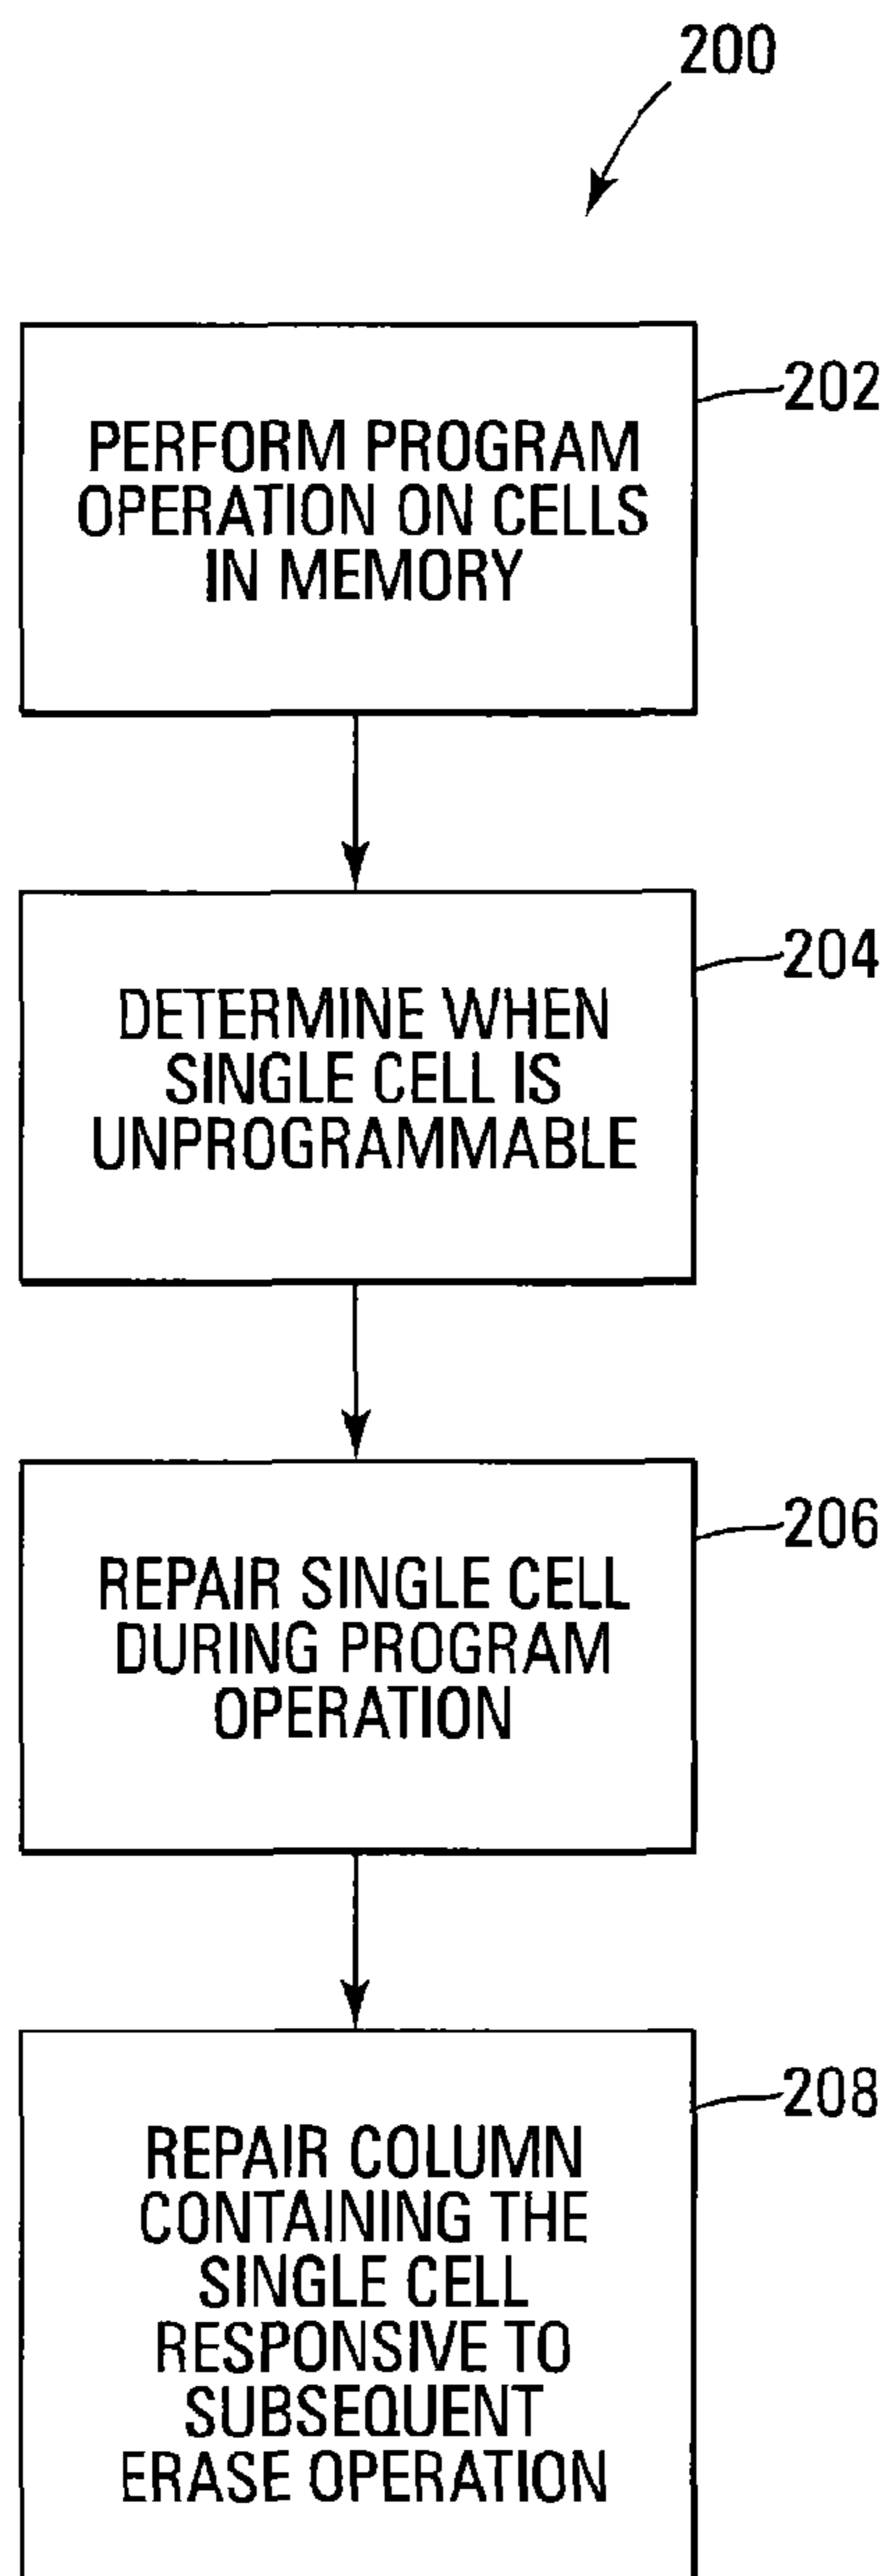 200
202
PERFORM PROGRAM
OPERATION ON CELLS
IN MEMORY
204
DETERMINE WHEN
SINGLE CELL IS
UNPROGRAMMABLE
206
REPAIR SINGLE CELL
DURING PROGRAM
OPERATION
208
REPAIR COLUMN
CONTAINING THE
SINGLE CELL
RESPONSIVE TO
SUBSEQUENT
ERASE OPERATION